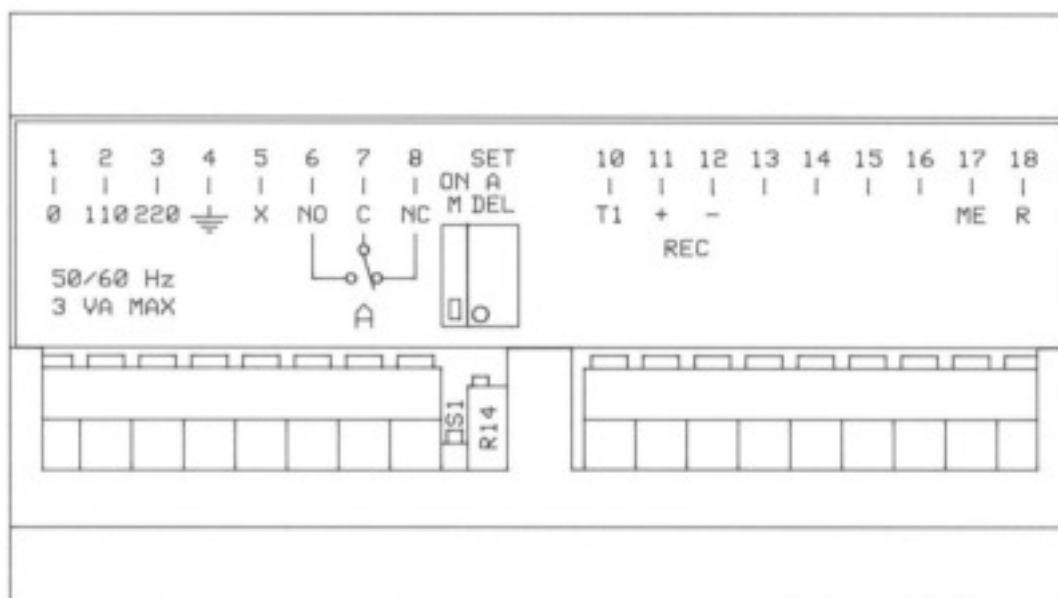 1 2 3 4 5 6 7 8 SET
ON A
0 110 220 X NO C NC M DEL
50/60 Hz
3 VA MAX
A
10 11 12 13 14 15 16 17 18
T1 + - ME R
REC
S1
R14